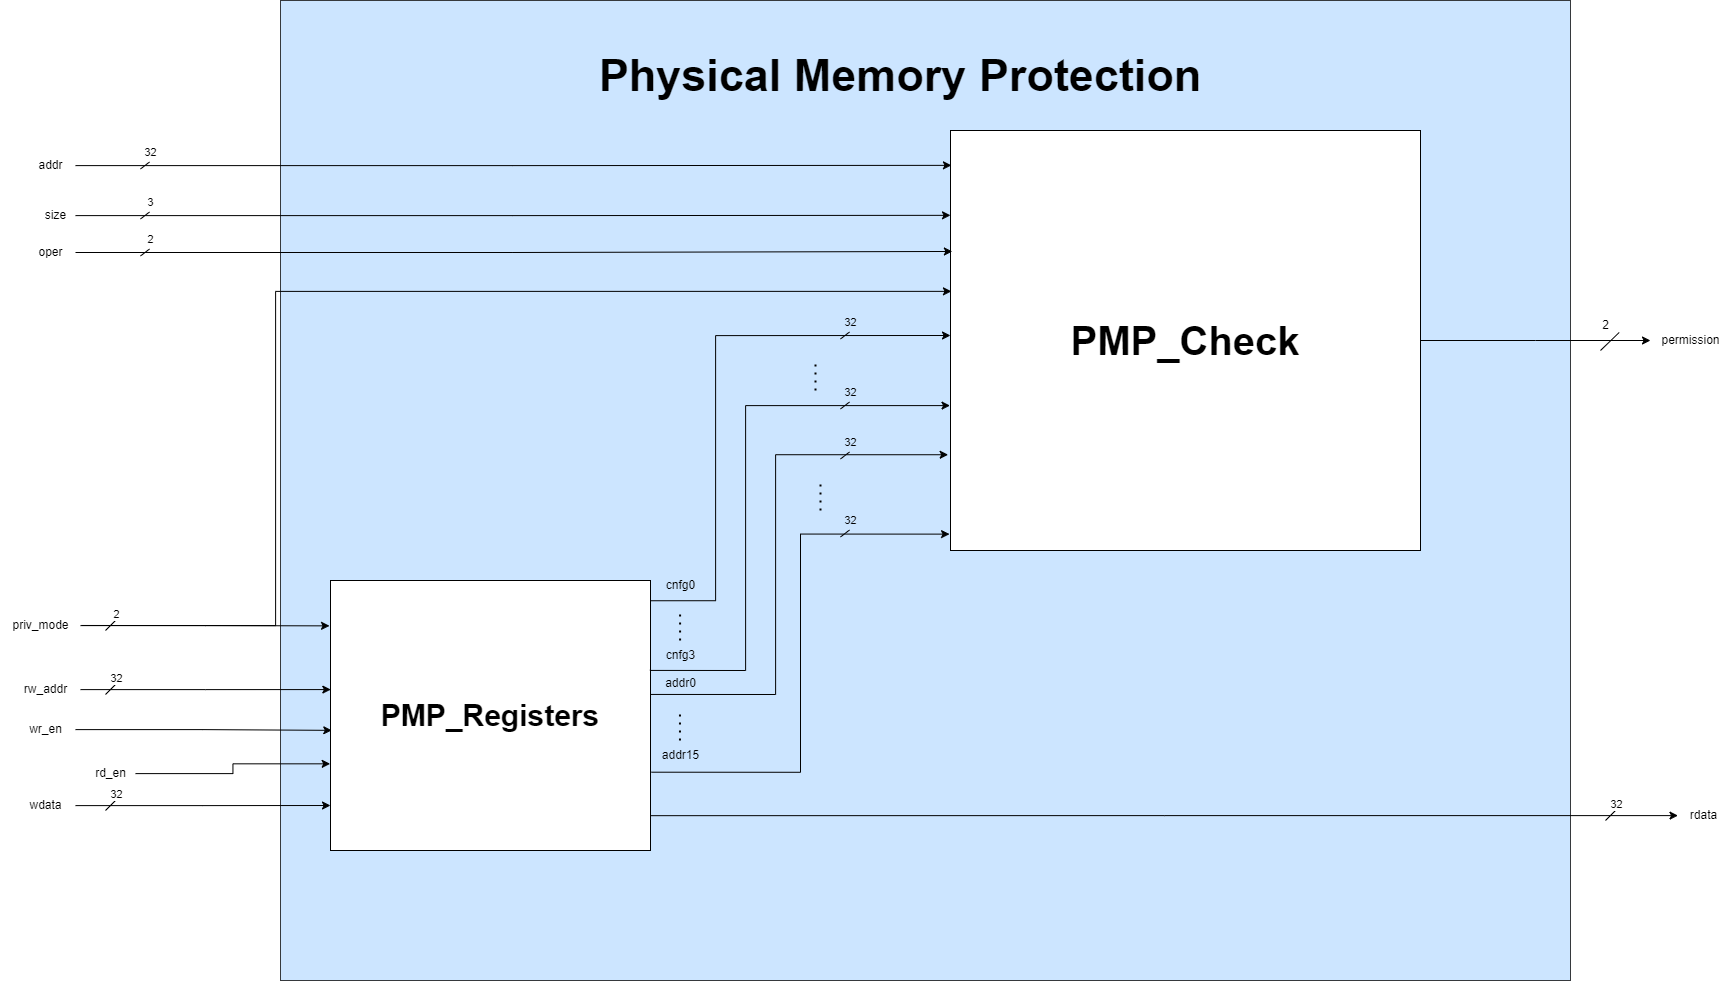 Physical Memory Protection
addr
32
size
3
oper
2
PMP_Check
32
32
32
32
2
permission
priv_mode
2
rw_addr
32
wr_en
rd_en
wdata
32
PMP_Registers
cnfg0
cnfg3
addr0
addr15
32
rdata